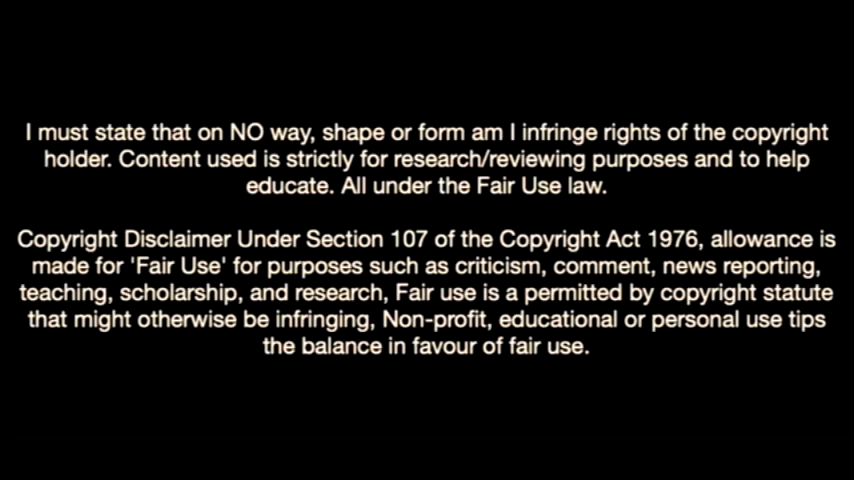 I must state that on NO way, shape or form am I infringe rights of the copyright
holder. Content used is strictly for research/reviewing purposes and to help
educate. All under the Fair Use law.
Copyright Disclaimer Under Section 107 of the Copyright Act 1976, allowance is
made for 'Fair Use' for purposes such as criticism, comment, news reporting,
teaching, scholarship, and research, Fair use is a permitted by copyright statute
that might otherwise be infringing, Non-profit, educational or personal use tips
the balance in favour of fair use.